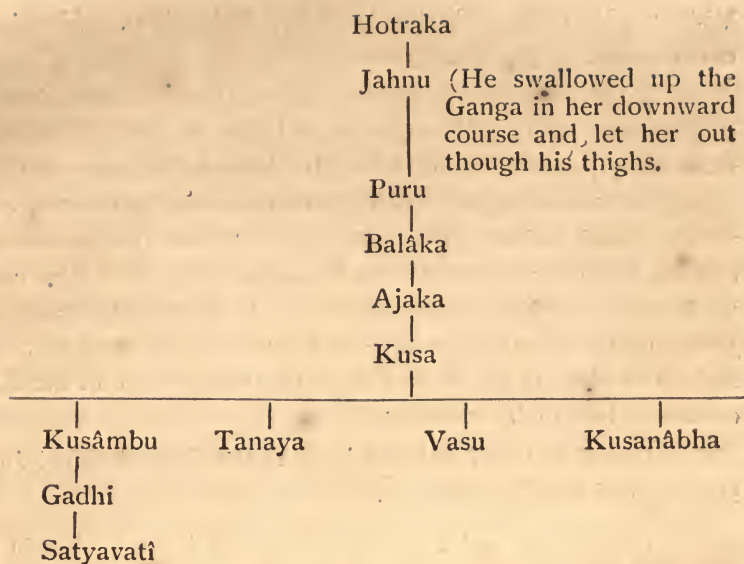 Hotraka
Jahnu (He swallowed up the
Ganga in her downward
course and, let her out
though his thighs.
Puru
Balâka
Ajaka
Kusa
Kusâmbu Tanaya Vasu Kusanâbha
Gadhi
Satyavatî